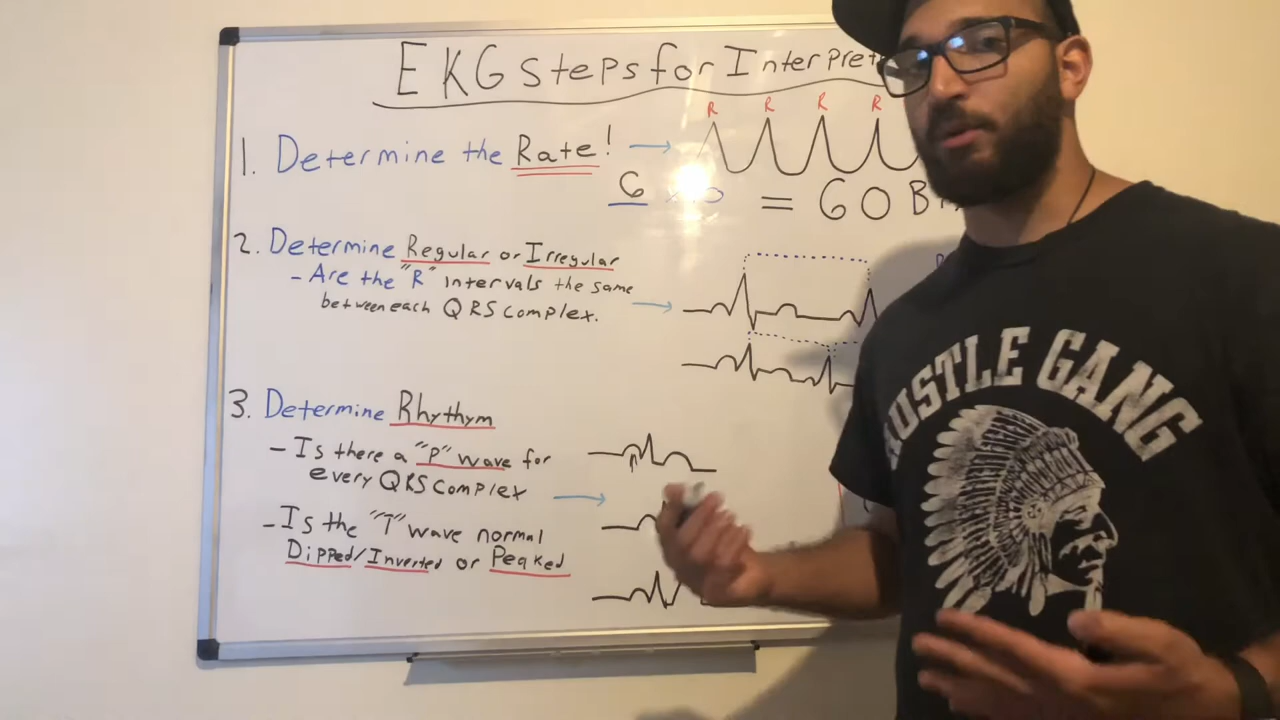 EKG steps for Interpret
R R R R
1. Determine the Rate! →
6 x10 = 60 B
2. Determine Regular or Irregular
- Are the "R" intervals the same
between each QRS complex. →
3. Determine Rhythym
- Is there a "P" wave for
every QRS complex →
- Is the "T" wave normal
Dipped/Inverted or Peaked
HUSTLE GANG